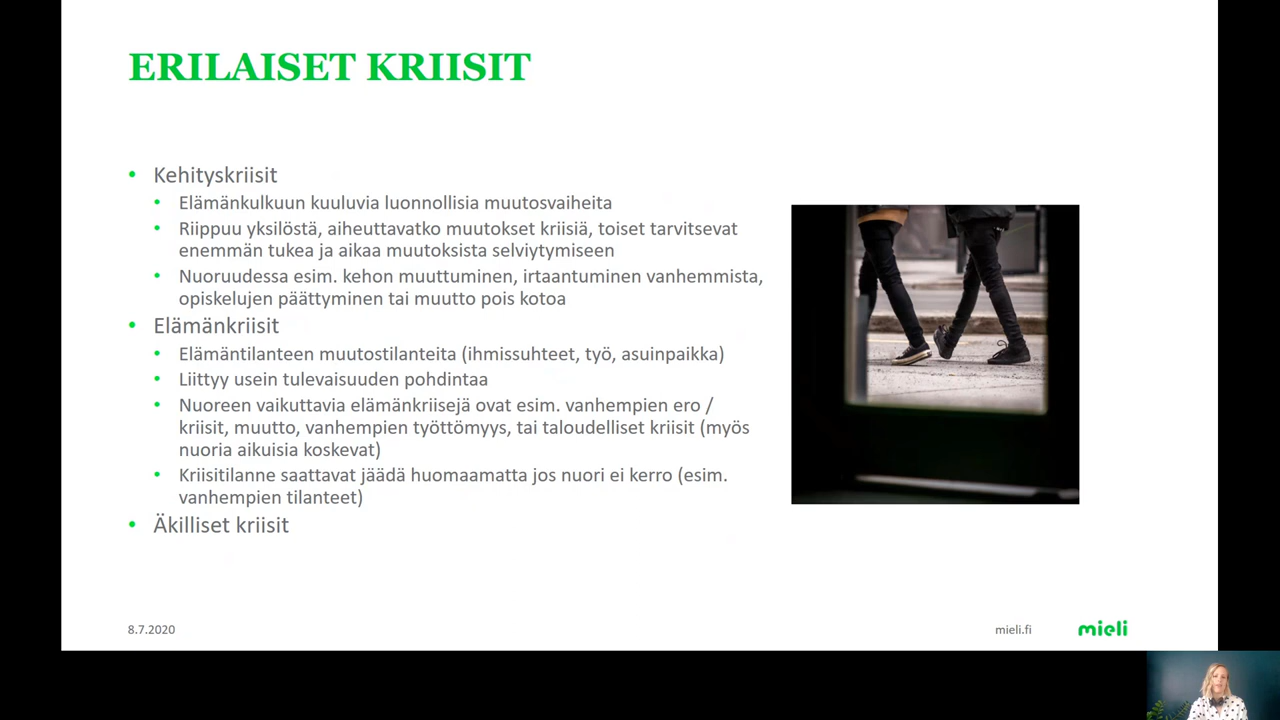 ERILAISET KRIISIT
• Kehityskriisit
• Elämänkulkuun kuuluvia luonnollisia muutosvaiheita
• Riippuu yksilöstä, aiheuttavatko muutokset kriisiä, toiset tarvitsevat
enemmän tukea ja aikaa muutoksista selviytymiseen
• Nuoruudessa esim. kehon muuttuminen, irtaantuminen vanhemmista,
opiskelujen päättyminen tai muutto pois kotoa
• Elämänkriisit
• Elämäntilanteen muutostilanteita (ihmissuhteet, työ, asuinpaikka)
• Liittyy usein tulevaisuuden pohdintaa
• Nuoreen vaikuttavia elämänkriisejä ovat esim. vanhempien ero /
kriisit, muutto, vanhempien työttömyys, tai taloudelliset kriisit (myös
nuoria aikuisia koskevat)
• Kriisitilanne saattavat jäädä huomaamatta jos nuori ei kerro (esim.
vanhempien tilanteet)
• Äkilliset kriisit
8.7.2020
mieli.fi
mieli